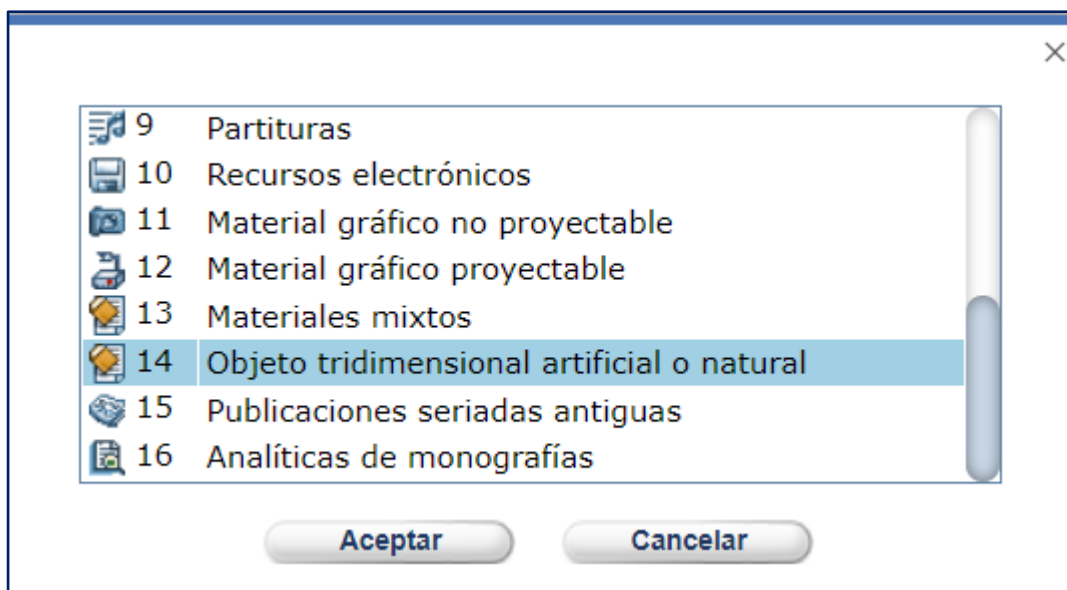 9 Partituras
10 Recursos electrónicos
11 Material gráfico no proyectable
12 Material gráfico proyectable
13 Materiales mixtos
14 Objeto tridimensional artificial o natural
15 Publicaciones seriadas antiguas
16 Analíticas de monografías
Aceptar Cancelar